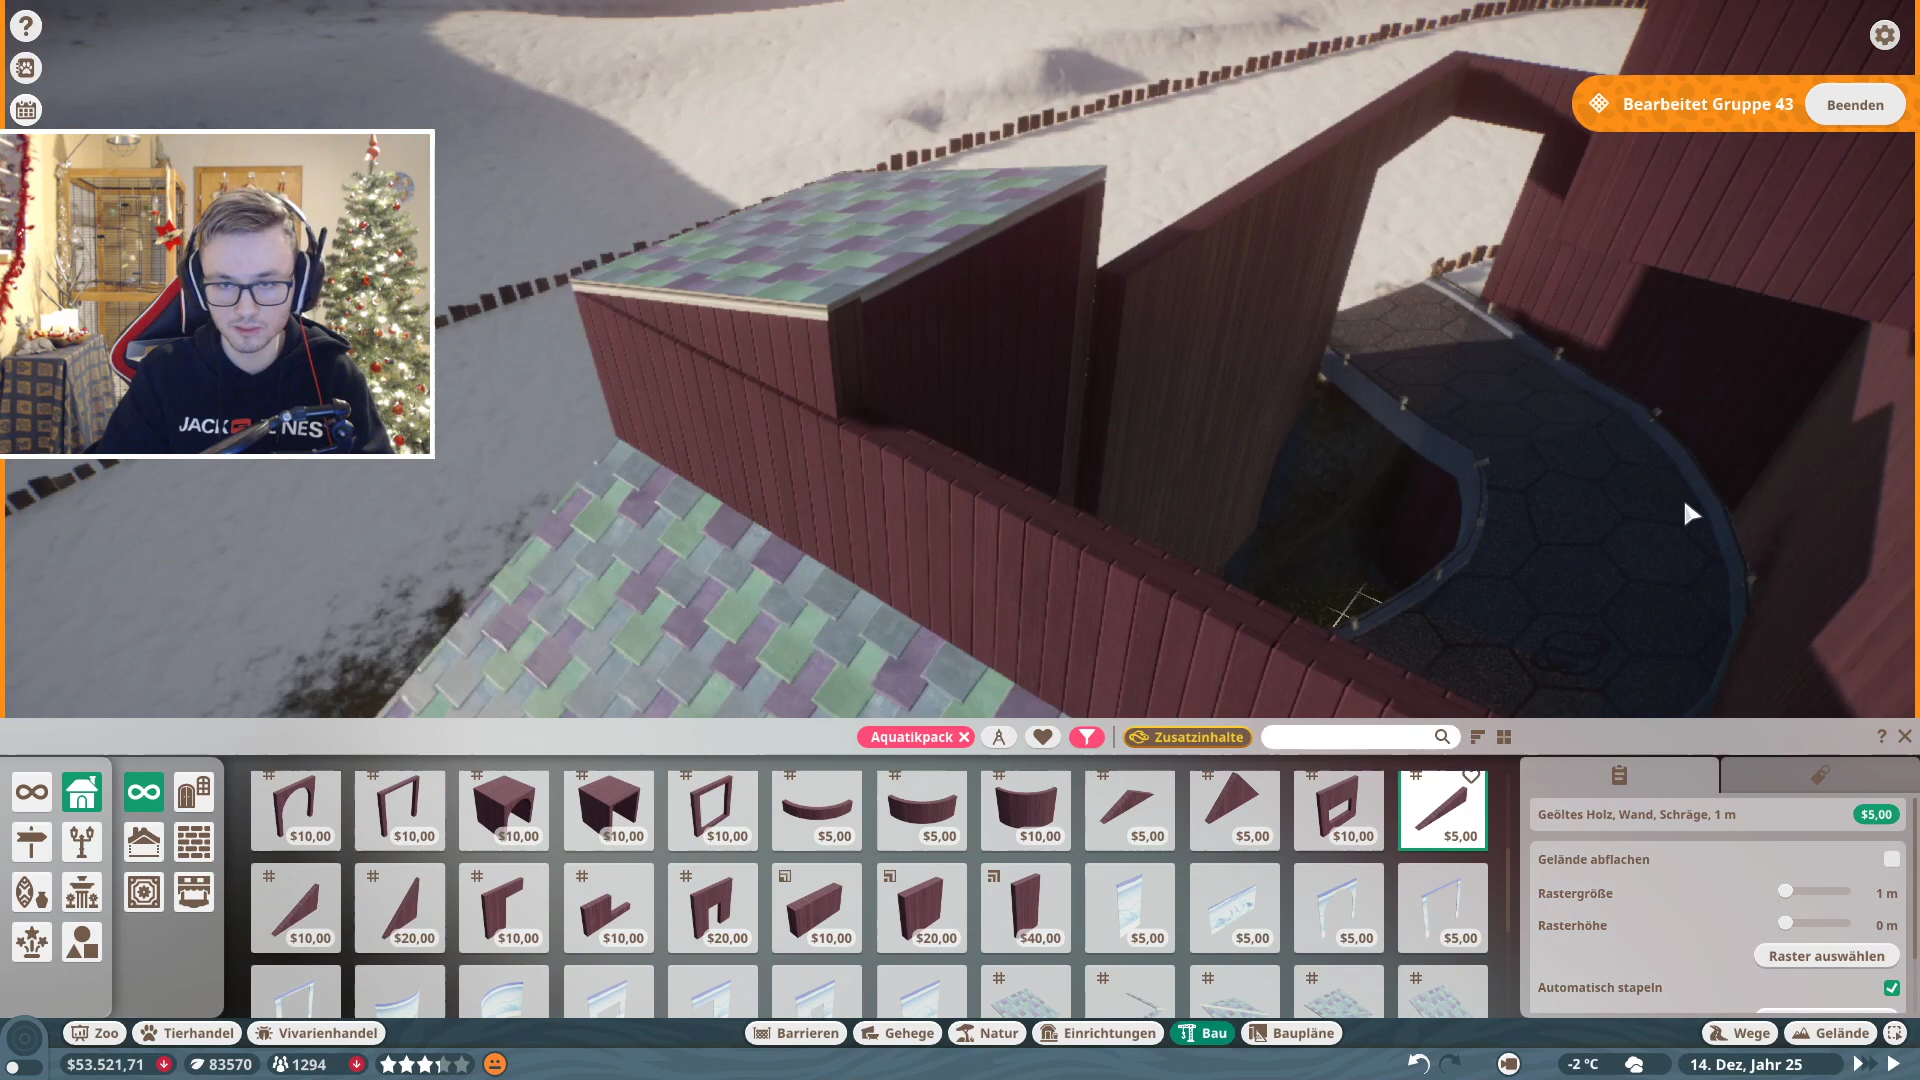 Bearbeitet Gruppe 43
Beenden
JACK & JONES
Aquatikpack
Zusatzinhalte
?
$10,00 $10,00 $10,00 $10,00 $10,00 $5,00 $5,00 $10,00 $5,00 $5,00 $10,00 $5,00
$10,00 $20,00 $10,00 $10,00 $20,00 $10,00 $20,00 $40,00 $5,00 $5,00 $5,00 $5,00
Geöltes Holz, Wand, Schräge, 1 m
$5,00
Gelände abflachen
Rastergröße
1 m
Rasterhöhe
0 m
Raster auswählen
Automatisch stapeln
Zoo
Tierhandel
Vivarienhandel
Barrieren
Gehege
Natur
Einrichtungen
Bau
Baupläne
Wege
Gelände
$53.521,71
83570
1294
-2 °C
14. Dez, Jahr 25